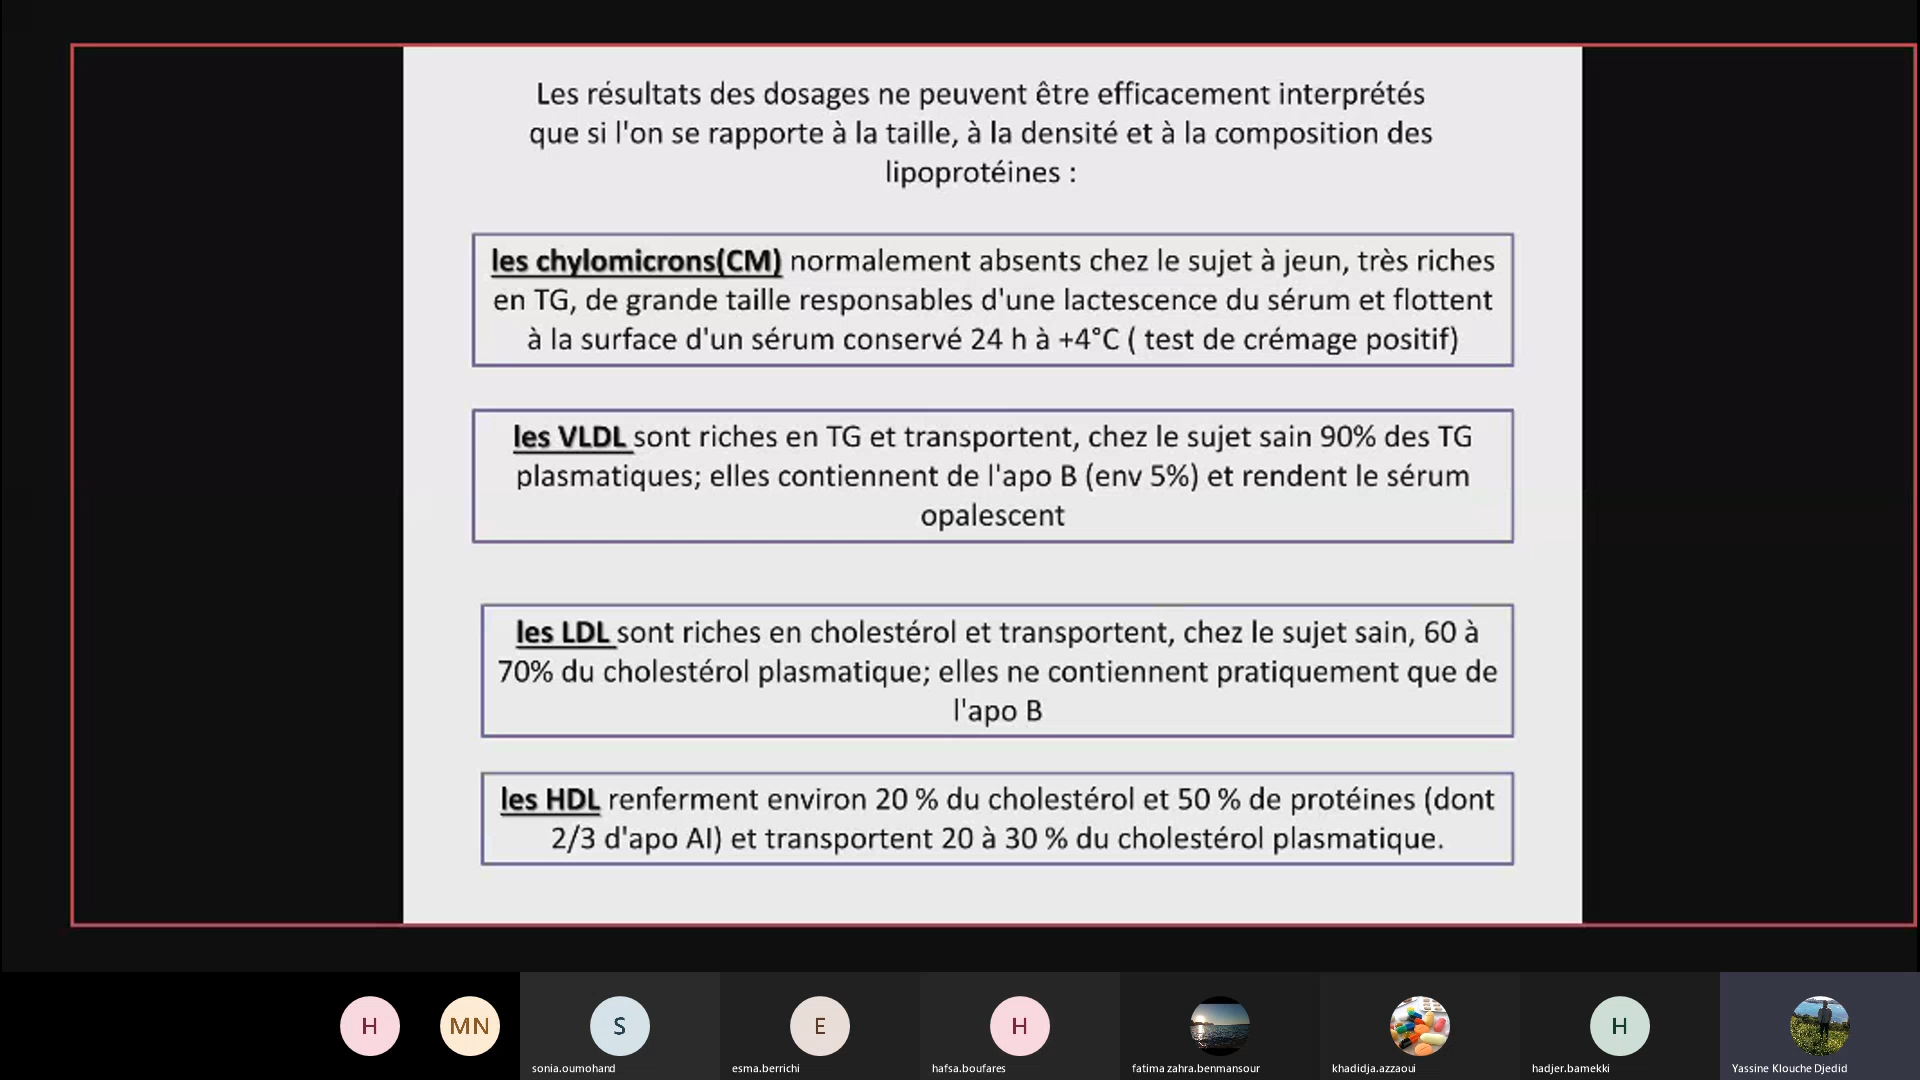 Les résultats des dosages ne peuvent être efficacement interprétés
que si l'on se rapporte à la taille, à la densité et à la composition des
lipoprotéines :
les chylomicrons(CM) normalement absents chez le sujet à jeun, très riches
en TG, de grande taille responsables d'une lactescence du sérum et flottent
à la surface d'un sérum conservé 24 h à +4°C ( test de crémage positif)
les VLDL sont riches en TG et transportent, chez le sujet sain 90% des TG
plasmatiques; elles contiennent de l'apo B (env 5%) et rendent le sérum
opalescent
les LDL sont riches en cholestérol et transportent, chez le sujet sain, 60 à
70% du cholestérol plasmatique; elles ne contiennent pratiquement que de
l'apo B
les HDL renferment environ 20 % du cholestérol et 50 % de protéines (dont
2/3 d'apo AI) et transportent 20 à 30 % du cholestérol plasmatique.
H
MN
S
E
H
H
sonia.oumohand
esma.berrichi
hafsa.boufares
fatima zahra.benmansour
khadidja.azzaoui
hadjer.bamekki
Yassine Klouche Djedid